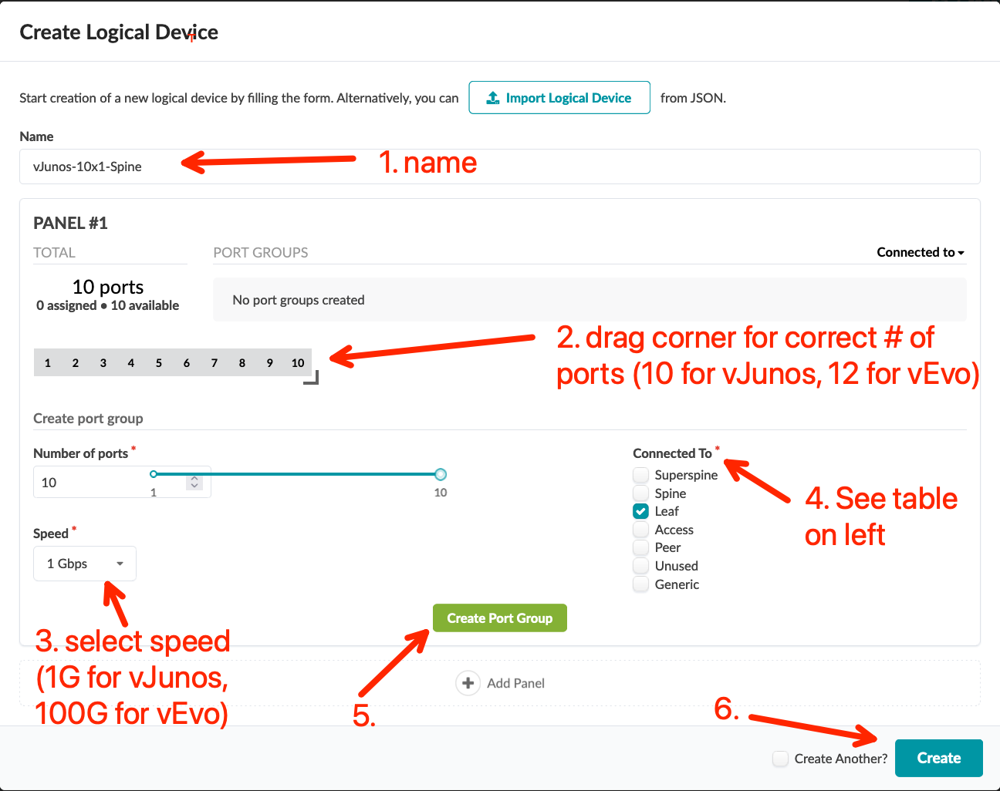 Create Logical Device
T
Start creation of a new logical device by filling the form. Alternatively, you can Import Logical Device from JSON.
Name
vJunos-10x1-Spine
1. name
PANEL #1
TOTAL
PORT GROUPS
Connected to
10 ports
0 assigned • 10 available
No port groups created
1 2 3 4 5 6 7 8 9 10
2. drag corner for correct # of
ports (10 for vJunos, 12 for vEvo)
Create port group
Number of ports *
10
1
10
Connected To *
Superspine
Spine
Leaf
Access
Peer
Unused
Generic
4. See table
on left
Speed *
1 Gbps
3. select speed
(1G for vJunos,
100G for vEvo)
Create Port Group
5.
Add Panel
6.
Create Another?
Create